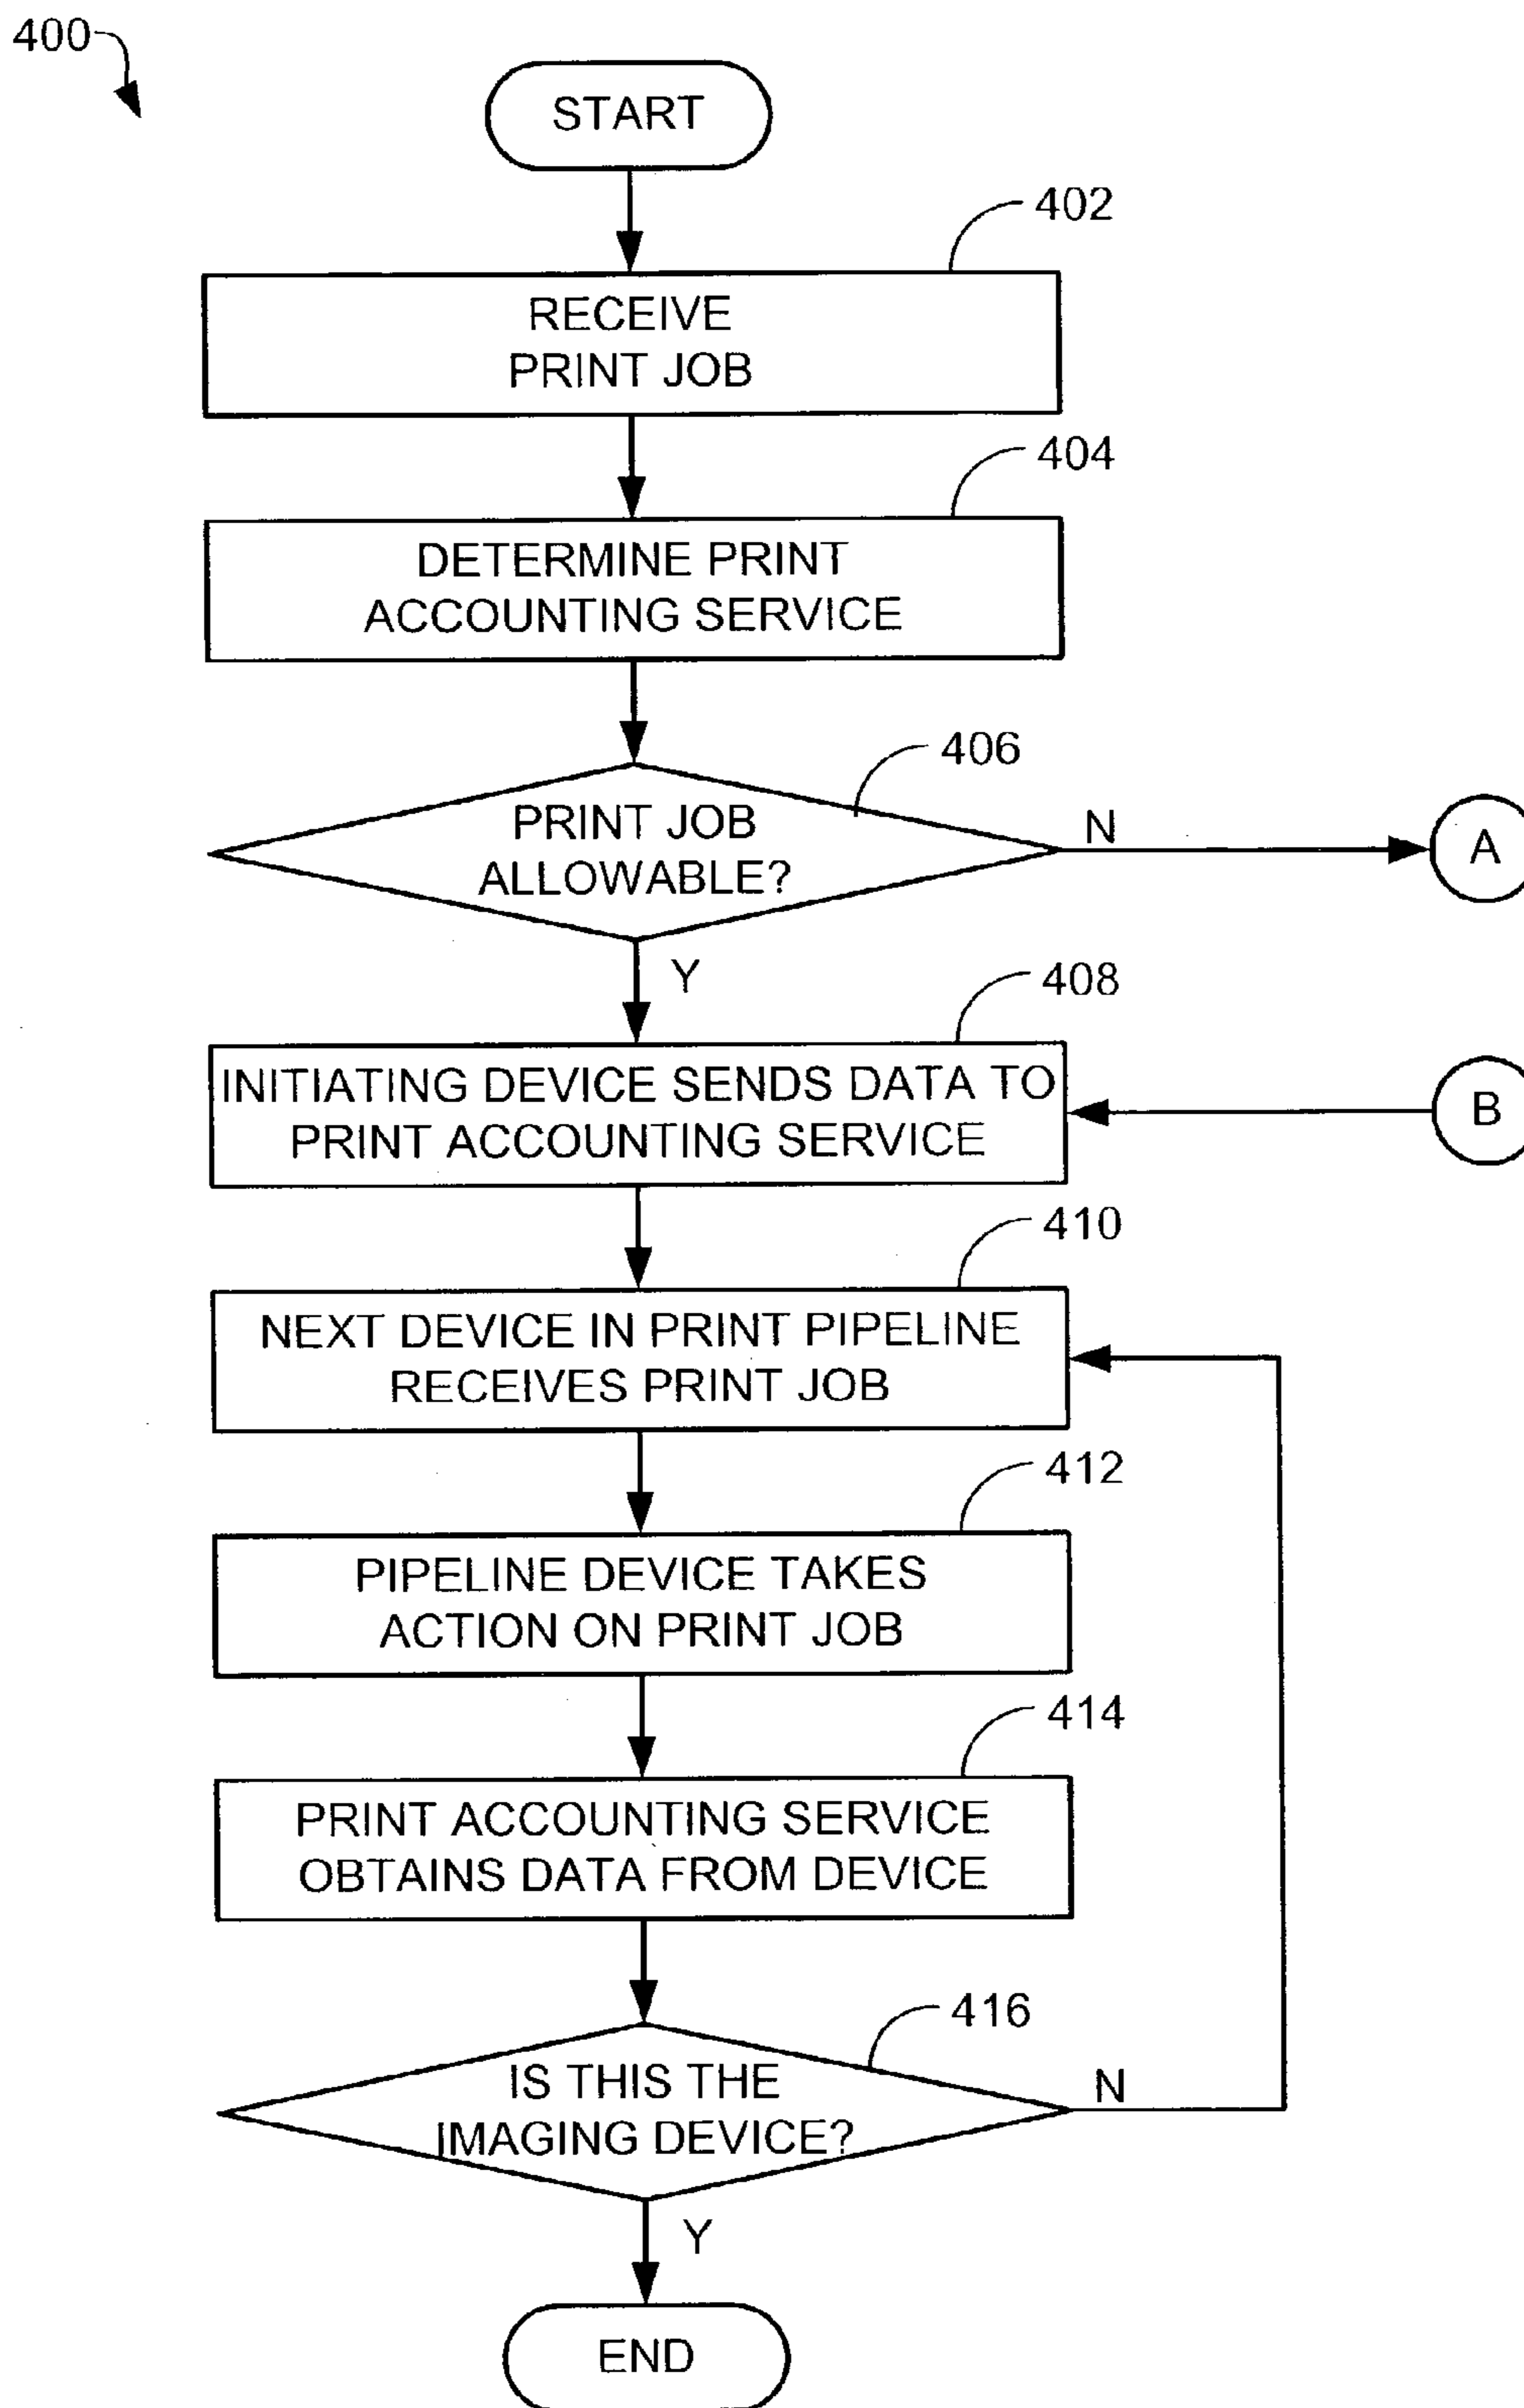 400
START
402
RECEIVE
PRINT JOB
404
DETERMINE PRINT
ACCOUNTING SERVICE
406
PRINT JOB
ALLOWABLE?
N
A
Y
408
INITIATING DEVICE SENDS DATA TO
PRINT ACCOUNTING SERVICE
B
410
NEXT DEVICE IN PRINT PIPELINE
RECEIVES PRINT JOB
412
PIPELINE DEVICE TAKES
ACTION ON PRINT JOB
414
PRINT ACCOUNTING SERVICE
OBTAINS DATA FROM DEVICE
416
IS THIS THE
IMAGING DEVICE?
N
Y
END